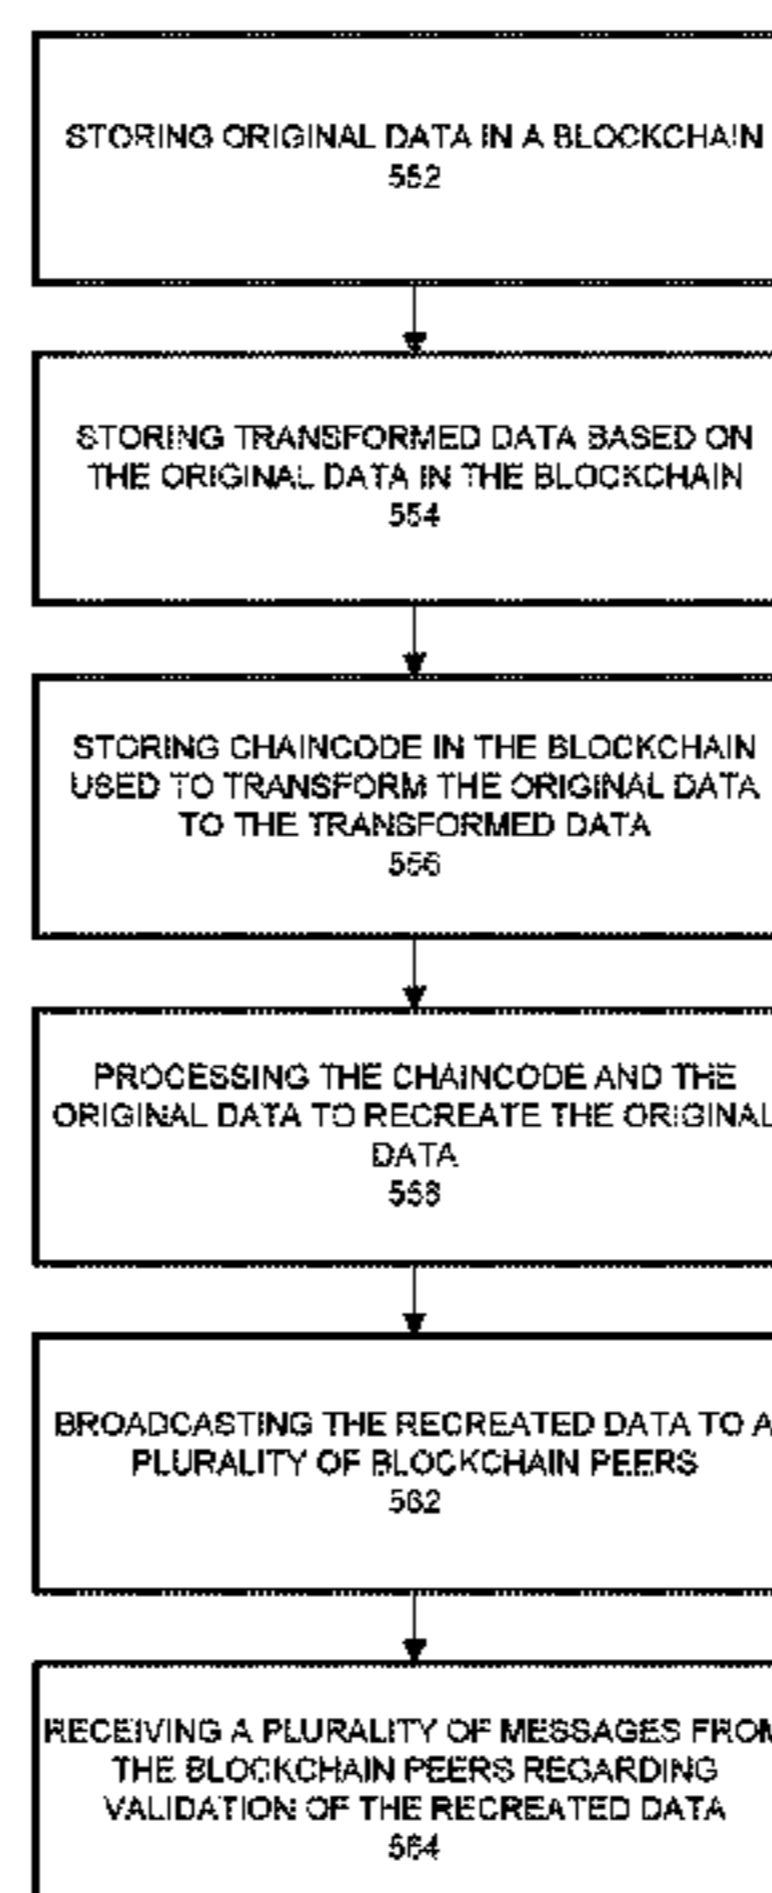 STORING ORIGINAL DATA IN A BLOCKCHAIN
552
STORING TRANSFORMED DATA BASED ON
THE ORIGINAL DATA IN THE BLOCKCHAIN
554
STORING CHAINCODE IN THE BLOCKCHAIN
USED TO TRANSFORM THE ORIGINAL DATA
TO THE TRANSFORMED DATA
556
PROCESSING THE CHAINCODE AND THE
ORIGINAL DATA TO RECREATE THE ORIGINAL
DATA
558
BROADCASTING THE RECREATED DATA TO A
PLURALITY OF BLOCKCHAIN PEERS
562
RECEIVING A PLURALITY OF MESSAGES FROM
THE BLOCKCHAIN PEERS REGARDING
VALIDATION OF THE RECREATED DATA
564